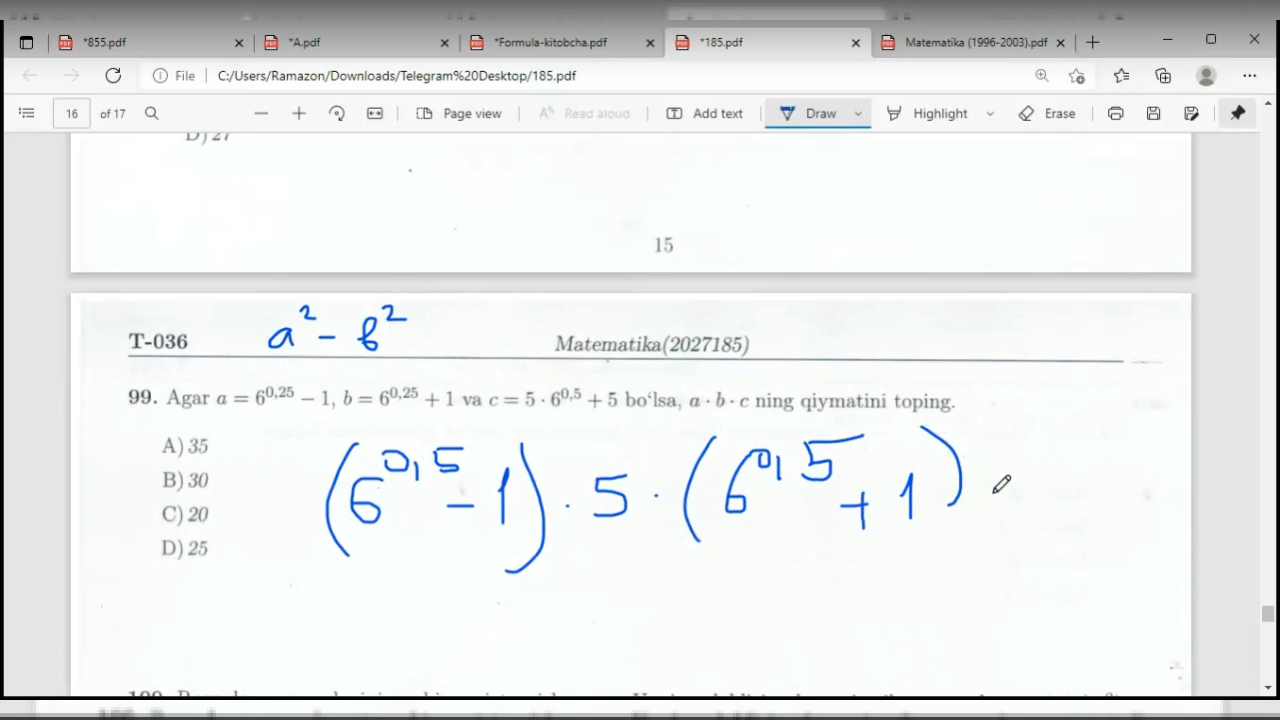 *855.pdf
*A.pdf
*Formula-kitobcha.pdf
*185.pdf
Matematika (1996-2003).pdf
File
C:/Users/Ramazon/Downloads/Telegram%20Desktop/185.pdf
16 of 17
Page view
Read aloud
Add text
Draw
Highlight
Erase
D) 27
15
T-036
a² - b²
Matematika(2027185)
99. Agar a = 6^0,25 − 1, b = 6^0,25 + 1 va c = 5 · 6^0,5 + 5 bo‘lsa, a · b · c ning qiymatini toping.
A) 35
B) 30
C) 20
D) 25
(6^0,5 - 1) · 5 · (6^0,5 + 1)